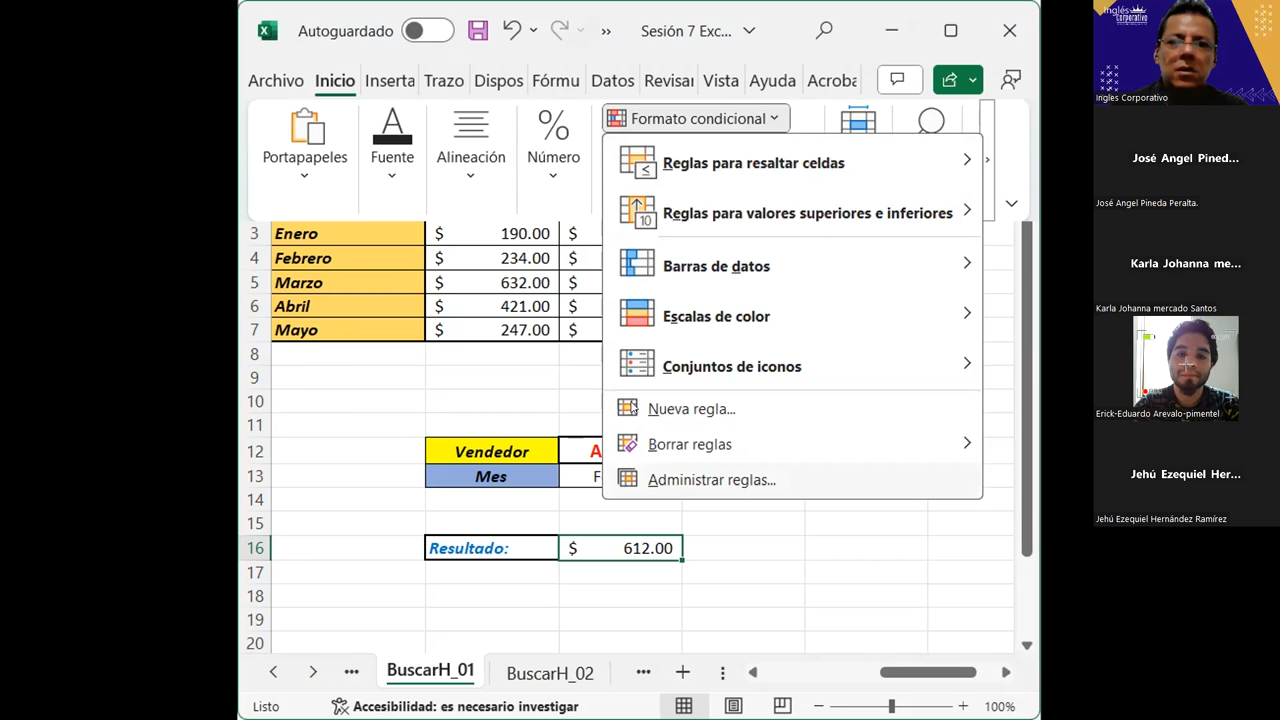 Autoguardado
Sesión 7 Exc...
Archivo Inicio Inserta Trazo Dispos Fórmu Datos Revisar Vista Ayuda Acroba
Portapapeles
Fuente
Alineación
%
Número
Formato condicional
Reglas para resaltar celdas
Reglas para valores superiores e inferiores
Barras de datos
Escalas de color
Conjuntos de iconos
Nueva regla...
Borrar reglas
Administrar reglas...
3 Enero $ 190.00 $
4 Febrero $ 234.00 $
5 Marzo $ 632.00 $
6 Abril $ 421.00 $
7 Mayo $ 247.00 $
8
9
10
11
12 Vendedor A
13 Mes F
14
15
16 Resultado: $ 612.00
17
18
19
20
BuscarH_01 BuscarH_02
Listo Accesibilidad: es necesario investigar 100%
Inglés
Corporativo
Ingles Corporativo
José Angel Pined...
José Angel Pineda Peralta.
Karla Johanna me...
Karla Johanna mercado Santos
Erick-Eduardo Arevalo-pimentel
Jehú Ezequiel Her...
Jehú Ezequiel Hernández Ramírez